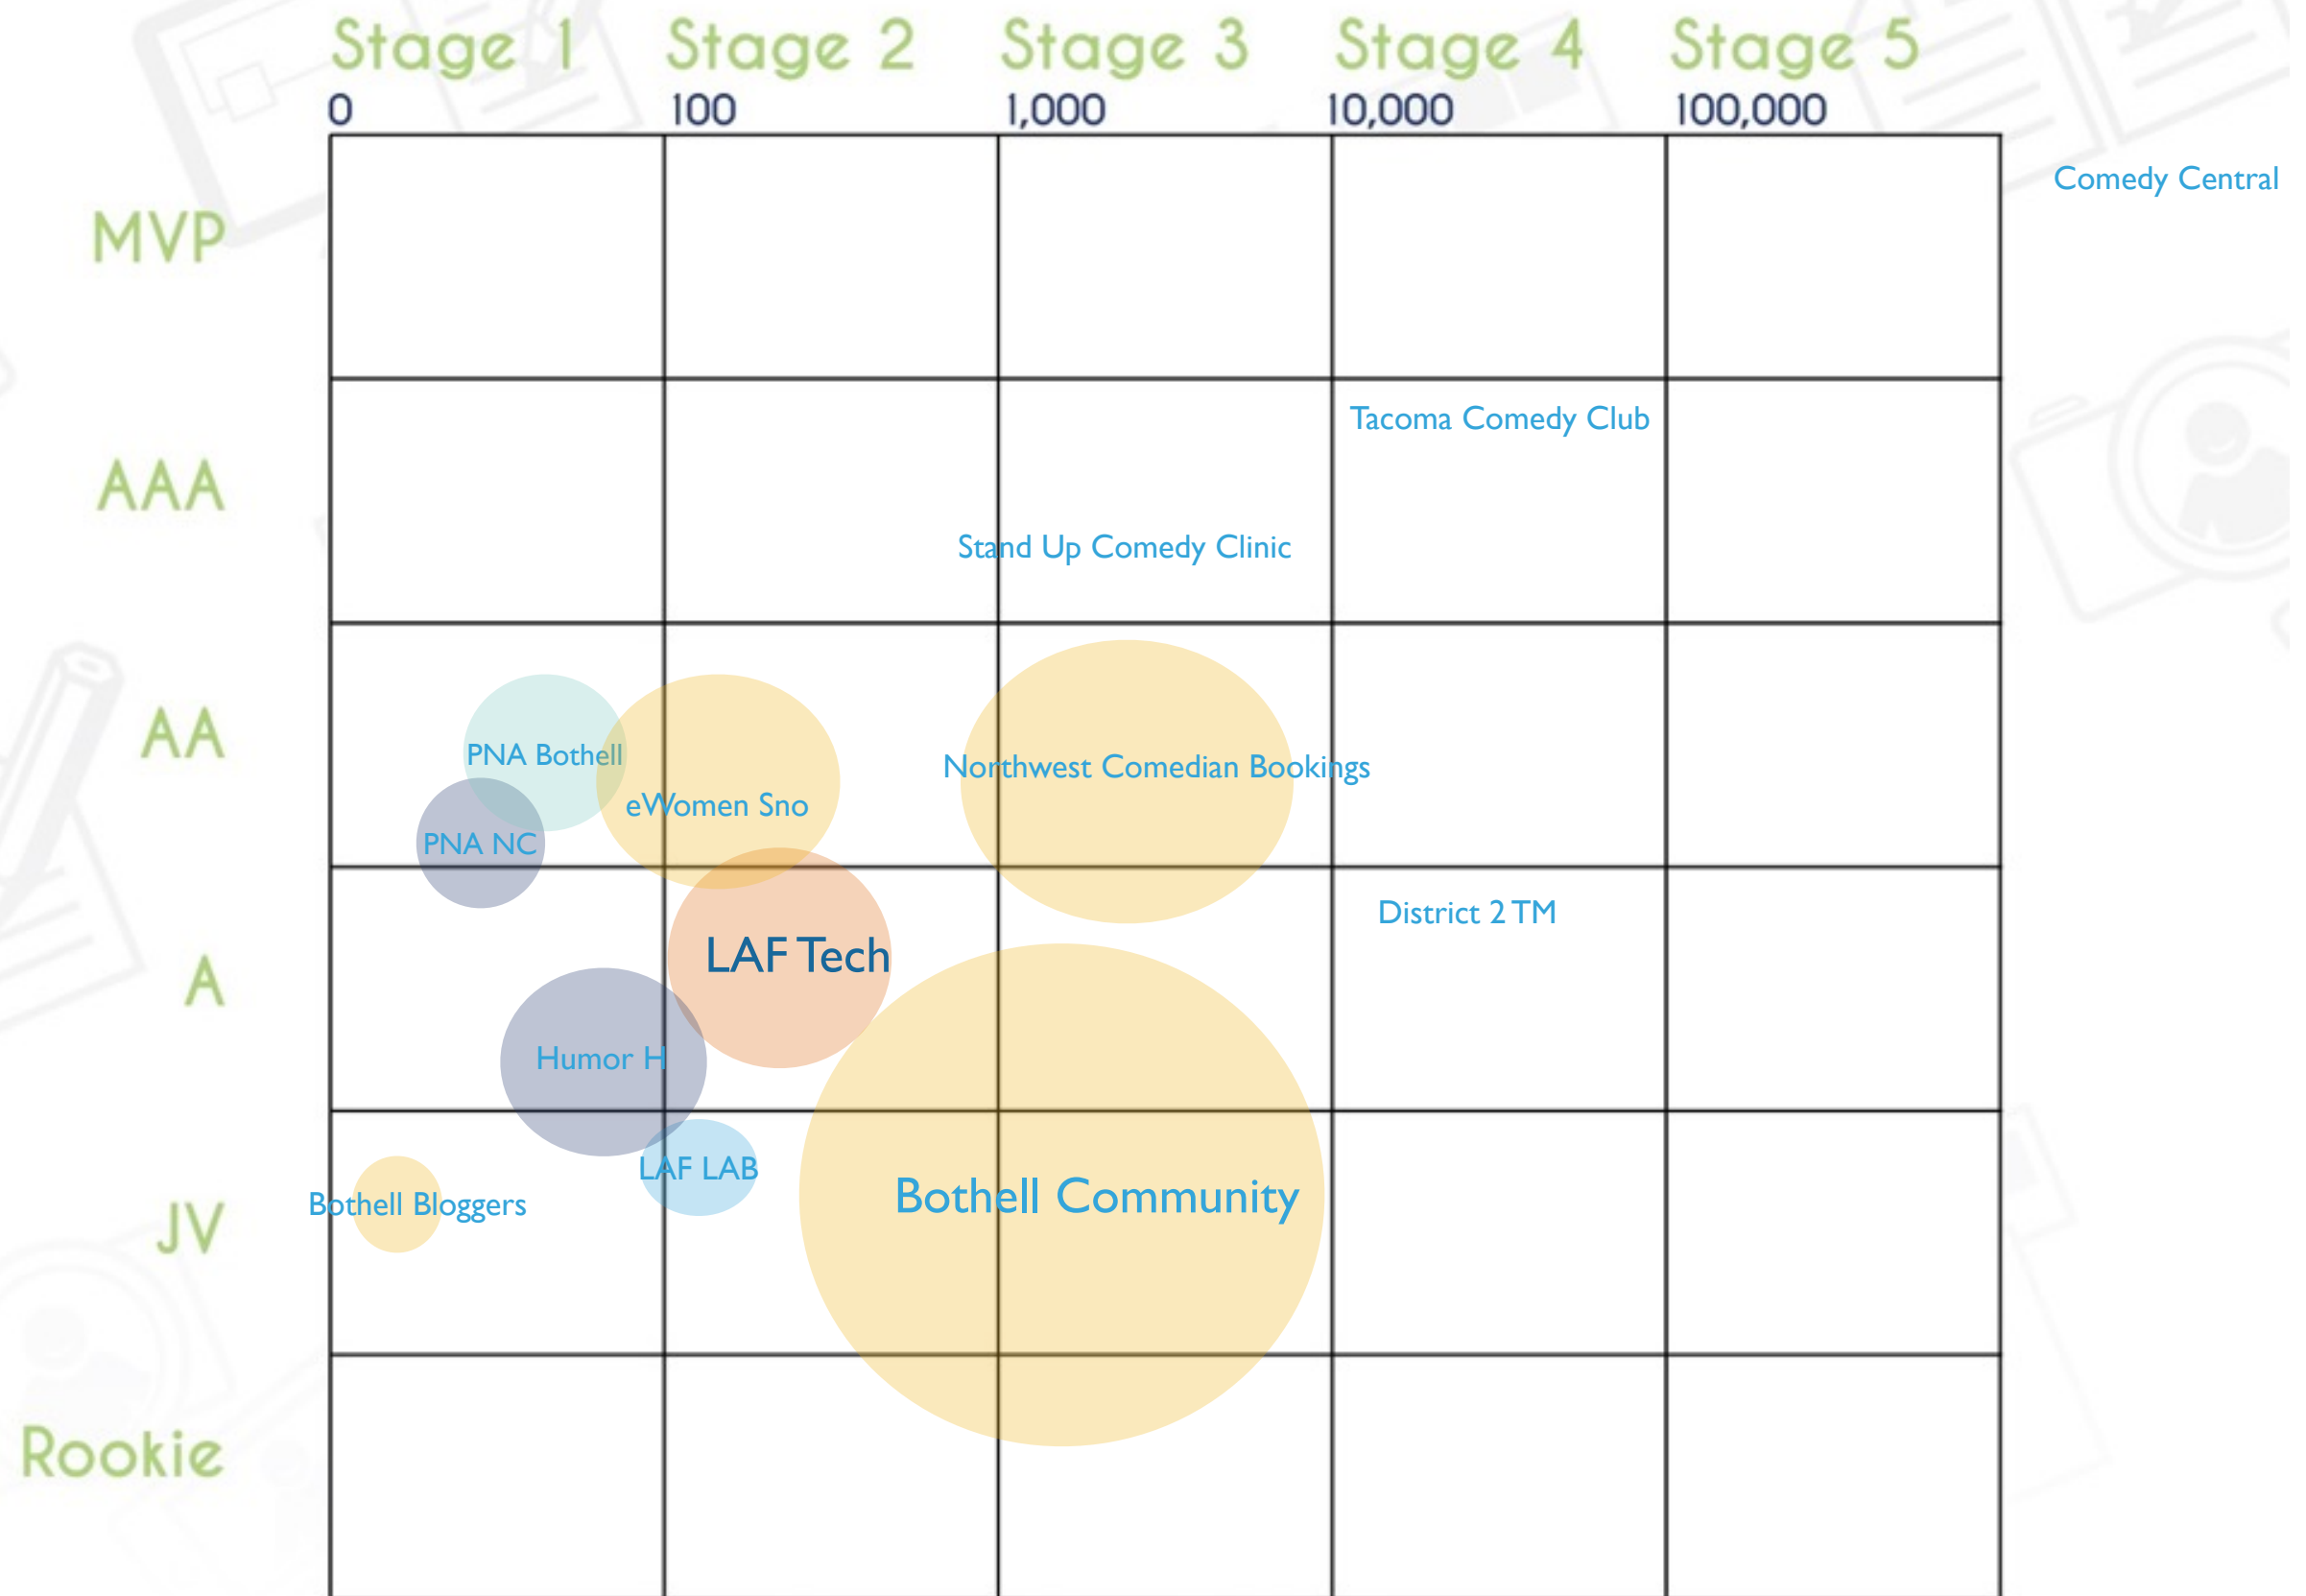 Stage 1 Stage 2 Stage 3 Stage 4 Stage 5
0 100 1,000 10,000 100,000
Comedy Central
MVP
Tacoma Comedy Club
AAA
Stand Up Comedy Clinic
AA
PNA Bothell
Northwest Comedian Bookings
eWomen Sno
PNA NC
District 2 TM
LAF Tech
A
Humor H
LAF LAB
Bothell Community
Bothell Bloggers
JV
Rookie